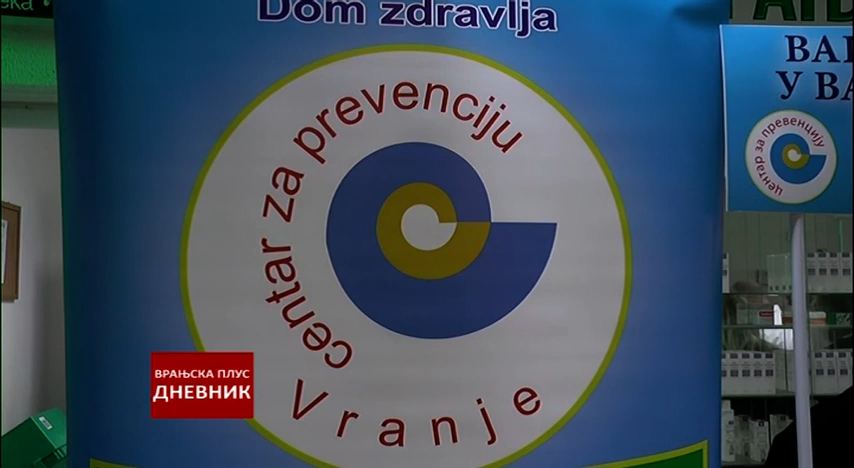 Dom zdravlja
centar za prevenciju
Vranje
центар за превенцију
ВРАЊСКА ПЛУС
ДНЕВНИК